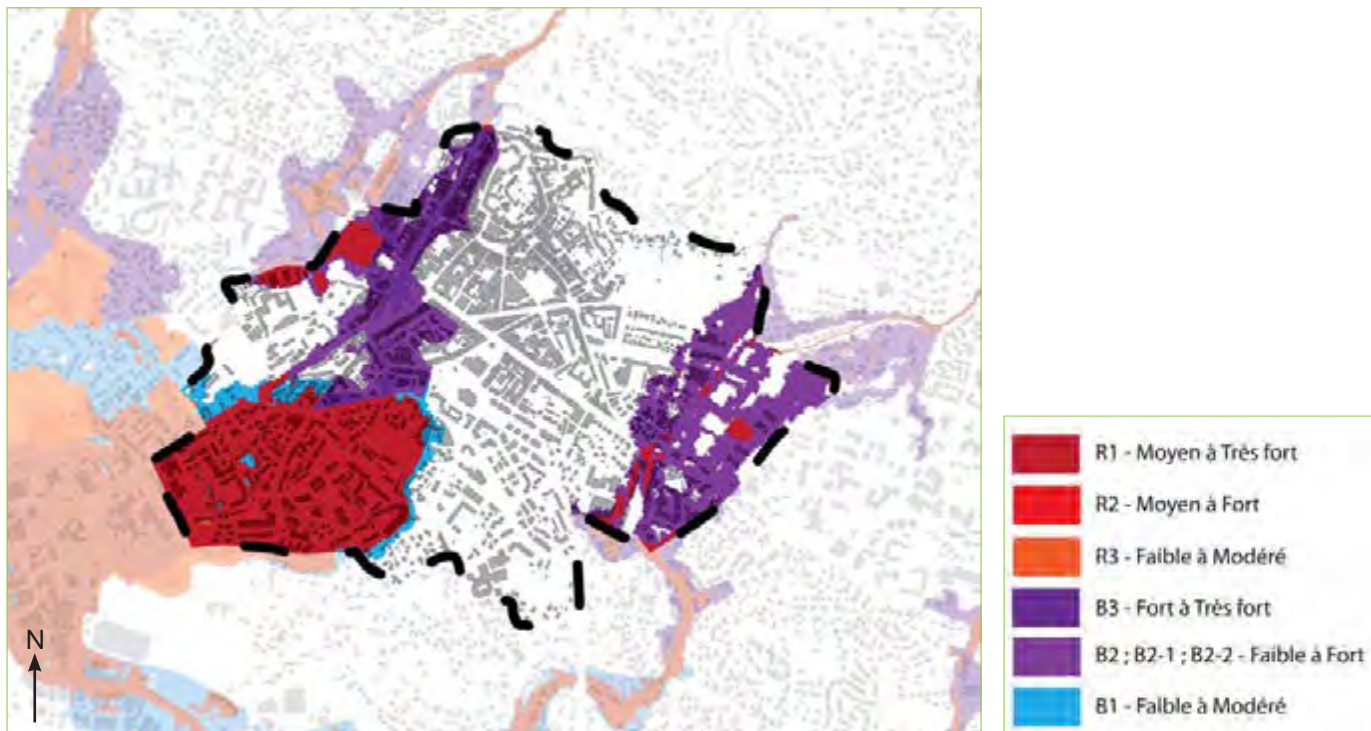 N
R1 - Moyen à Très fort
R2 - Moyen à Fort
R3 - Faible à Modéré
B3 - Fort à Très fort
B2 ; B2-1 ; B2-2 - Faible à Fort
B1 - Faible à Modéré